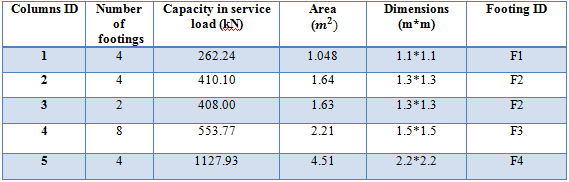 Columns ID Number of footings Capacity in service load (kN) Area (m²) Dimensions (m*m) Footing ID
1 4 262.24 1.048 1.1*1.1 F1
2 4 410.10 1.64 1.3*1.3 F2
3 2 408.00 1.63 1.3*1.3 F2
4 8 553.77 2.21 1.5*1.5 F3
5 4 1127.93 4.51 2.2*2.2 F4